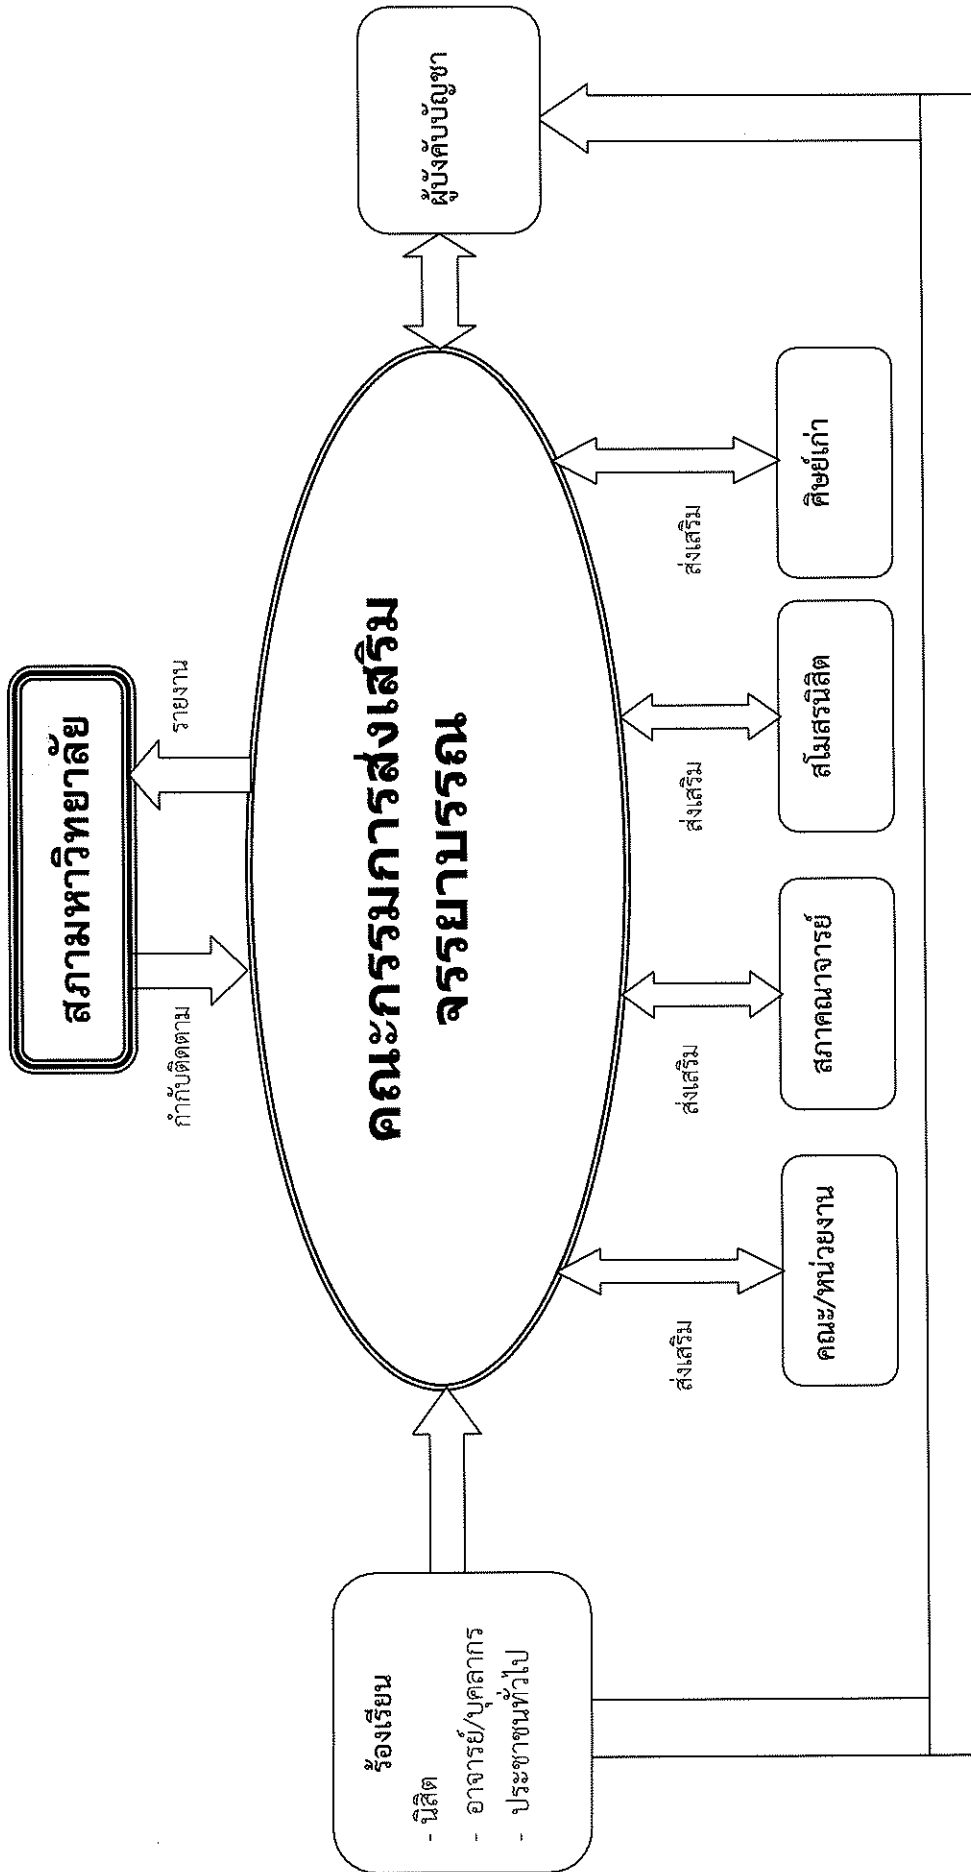 สภามหาวิทยาลัย
กำกับติดตาม
รายงาน
คณะกรรมการส่งเสริม
จรรยาบรรณ
ร้องเรียน
- นิสิต
- อาจารย์/บุคลากร
- ประชาชนทั่วไป
ผู้บังคับบัญชา
ส่งเสริม
ส่งเสริม
ส่งเสริม
ส่งเสริม
คณะ/หน่วยงาน
สภาคณาจารย์
สโมสรนิสิต
ศิษย์เก่า